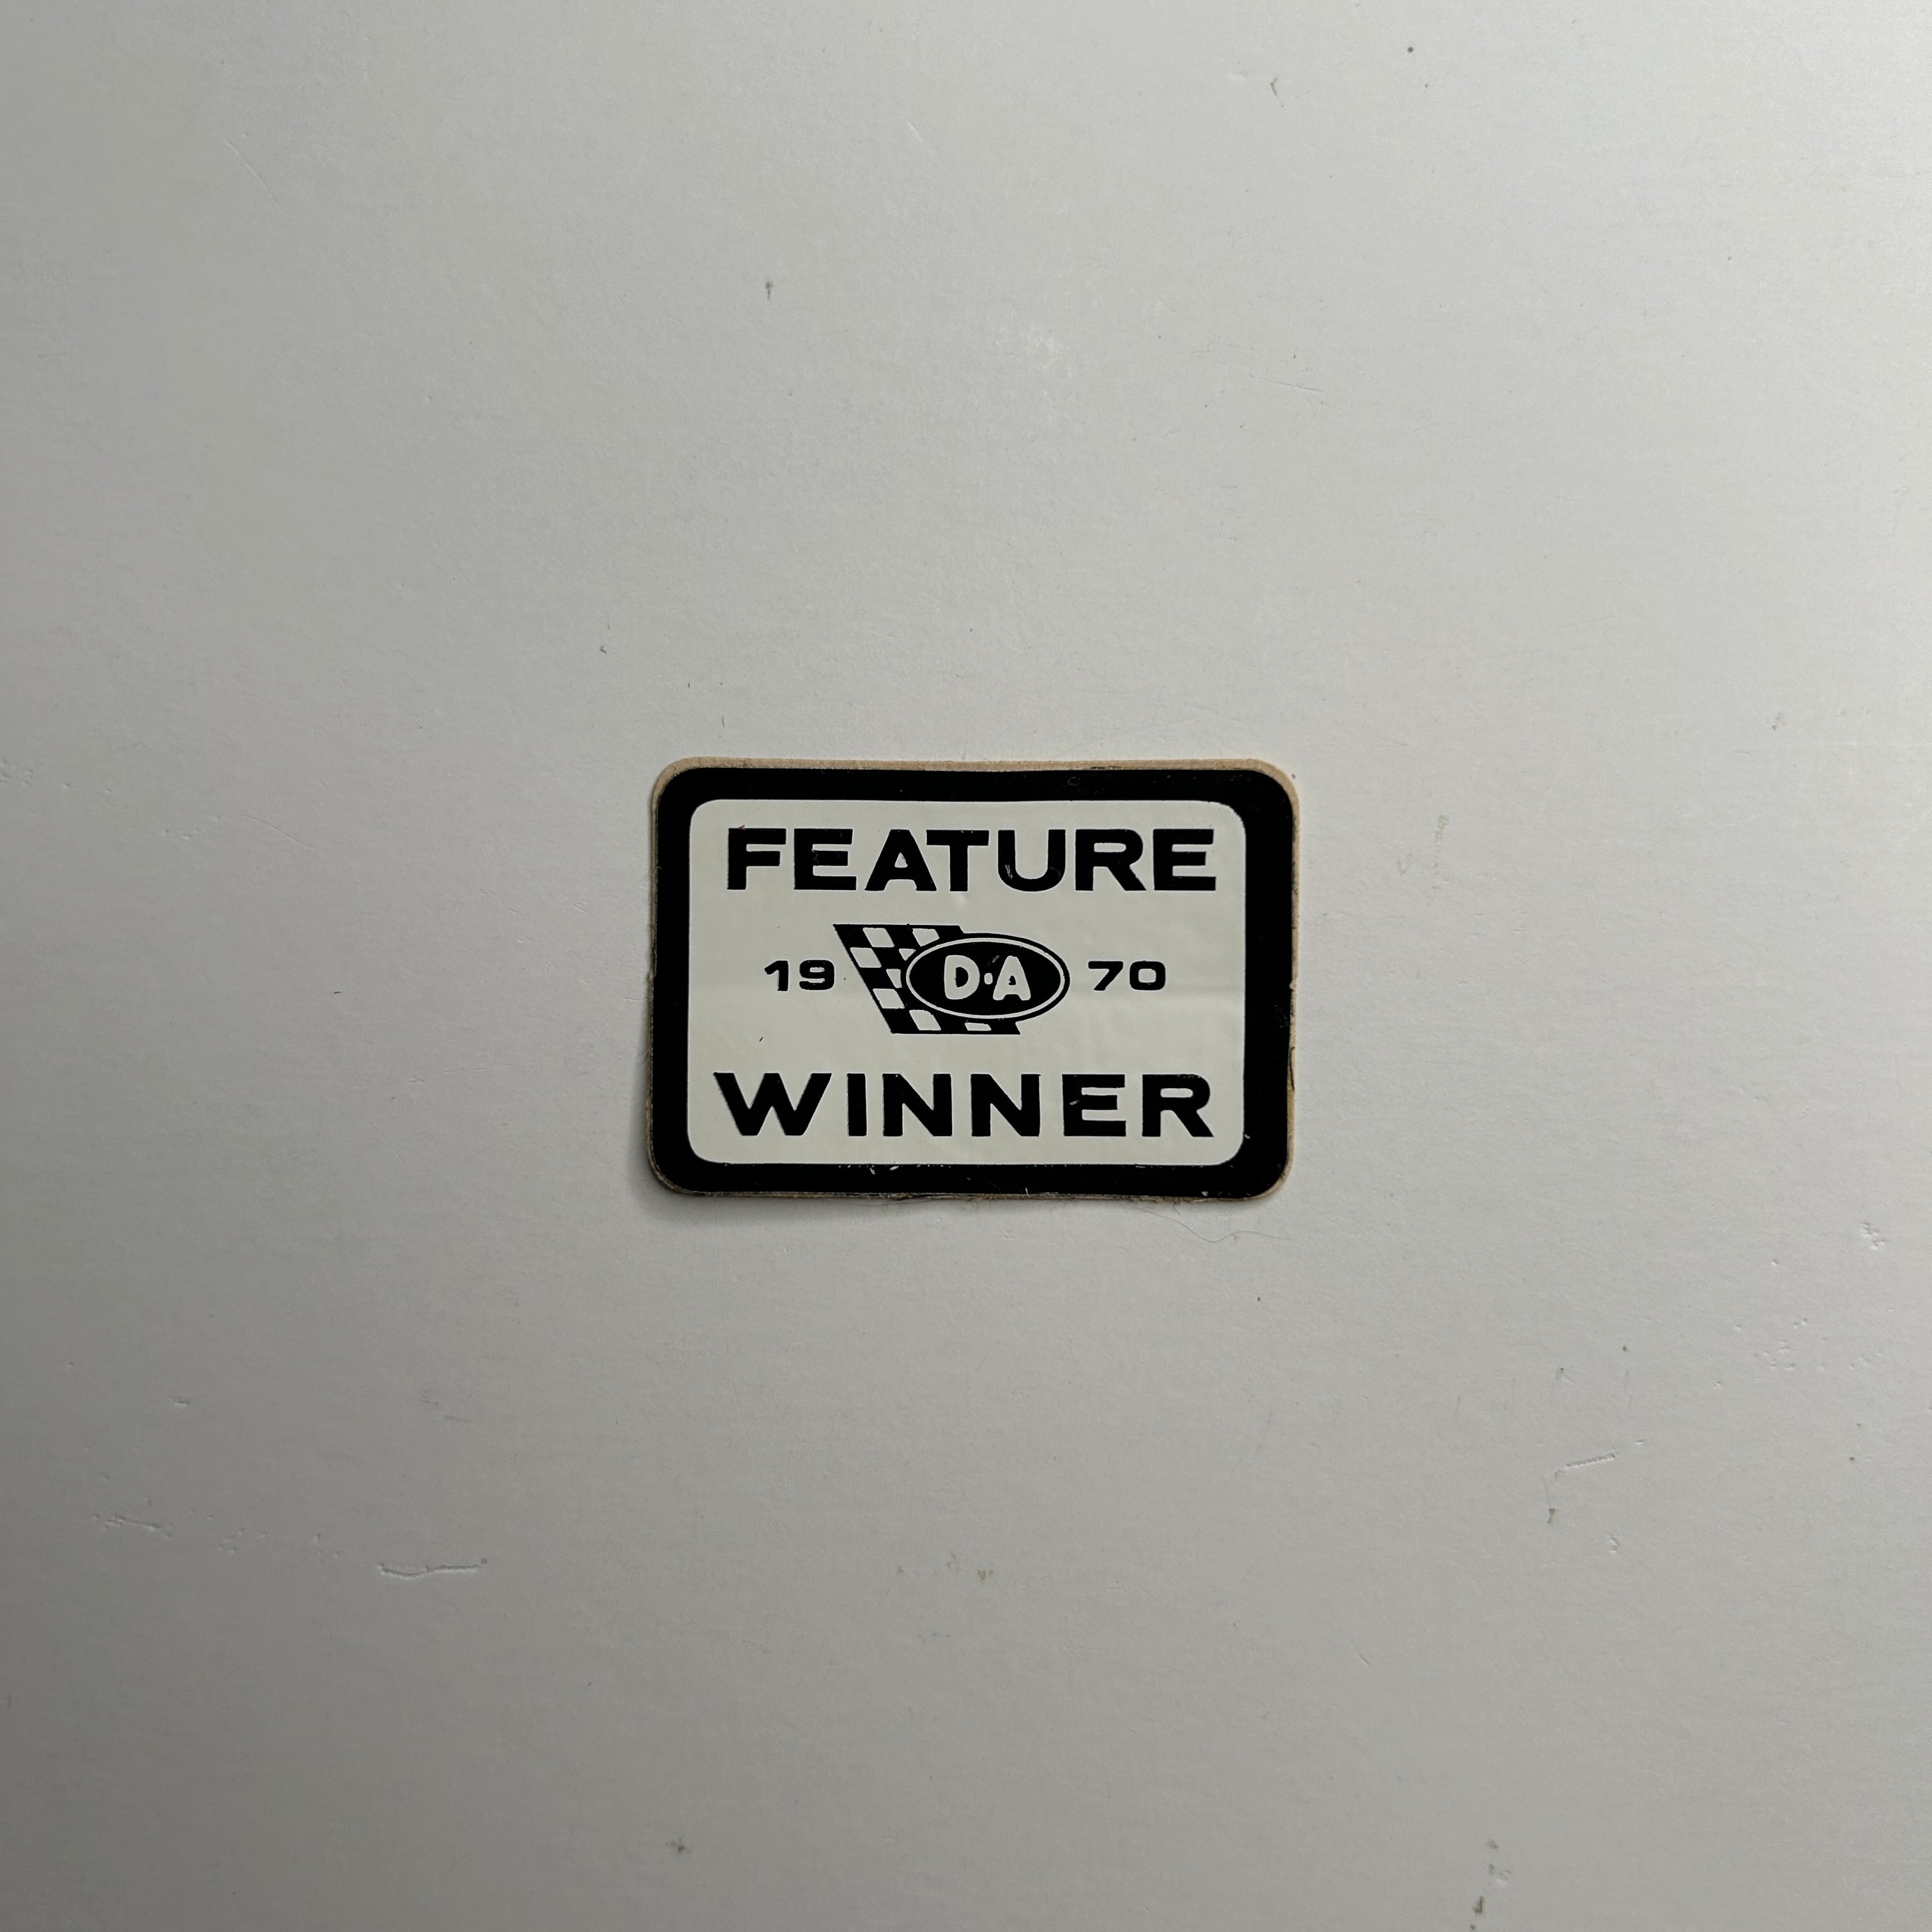 FEATURE
19 D·A 70
WINNER